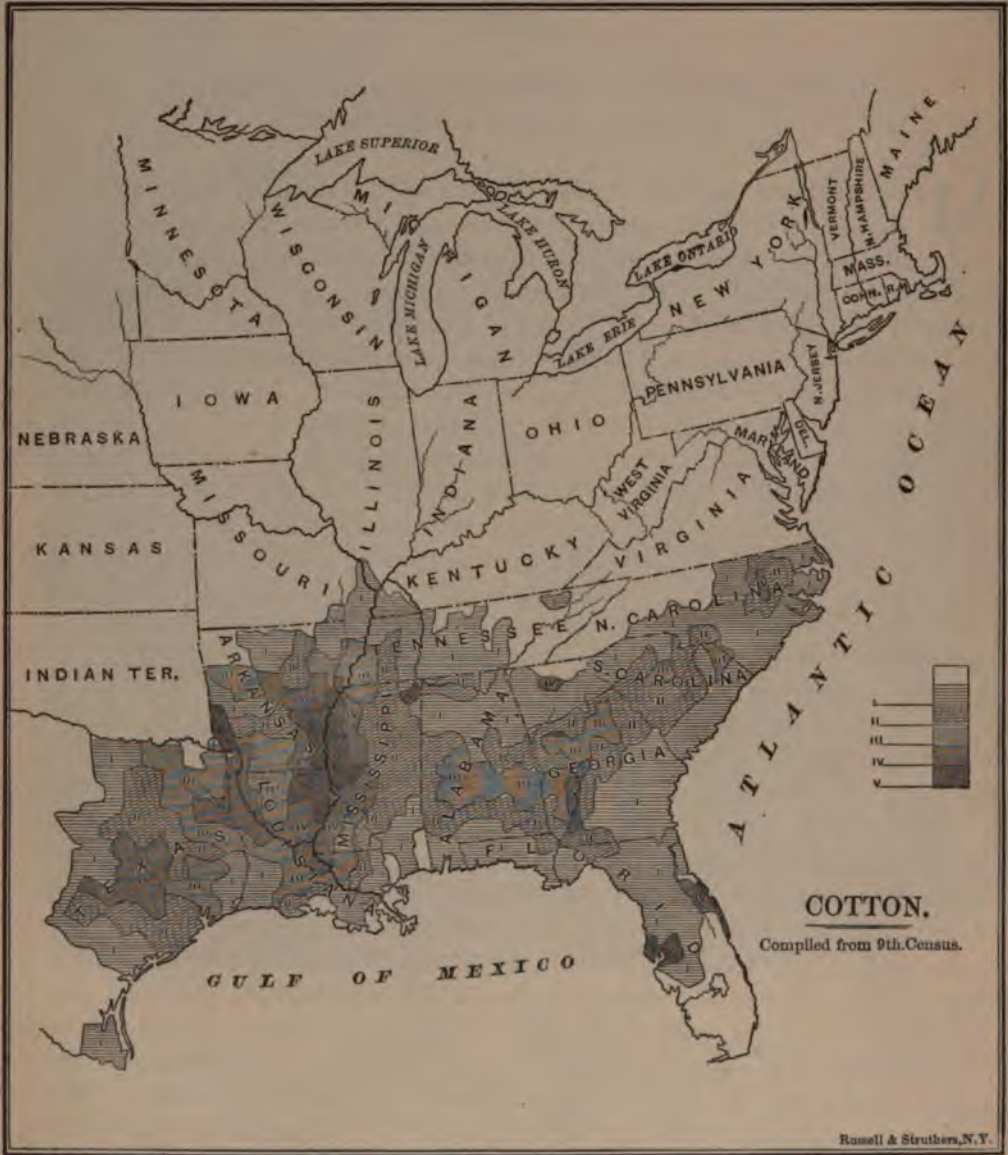 MAINE
LAKE SUPERIOR
MINNESOTA
WISCONSIN
MICHIGAN
LAKE HURON
LAKE MICHIGAN
LAKE ONTARIO
LAKE ERIE
NEW YORK
VERMONT
N. HAMPSHIRE
MASS.
CONN.
R.I.
PENNSYLVANIA
N. JERSEY
IOWA
ILLINOIS
INDIANA
OHIO
MARYLAND
DEL.
NEBRASKA
WEST
VIRGINIA
VIRGINIA
MISSOURI
KANSAS
KENTUCKY
INDIAN TER.
ARKANSAS
TENNESSEE
N. CAROLINA
S. CAROLINA
MISSISSIPPI
ALABAMA
GEORGIA
TEXAS
LOUISIANA
FLORIDA
ATLANTIC OCEAN
GULF OF MEXICO
I
II
III
IV
V
COTTON.
Compiled from 9th.Census.
Russell & Struthers,N.Y.